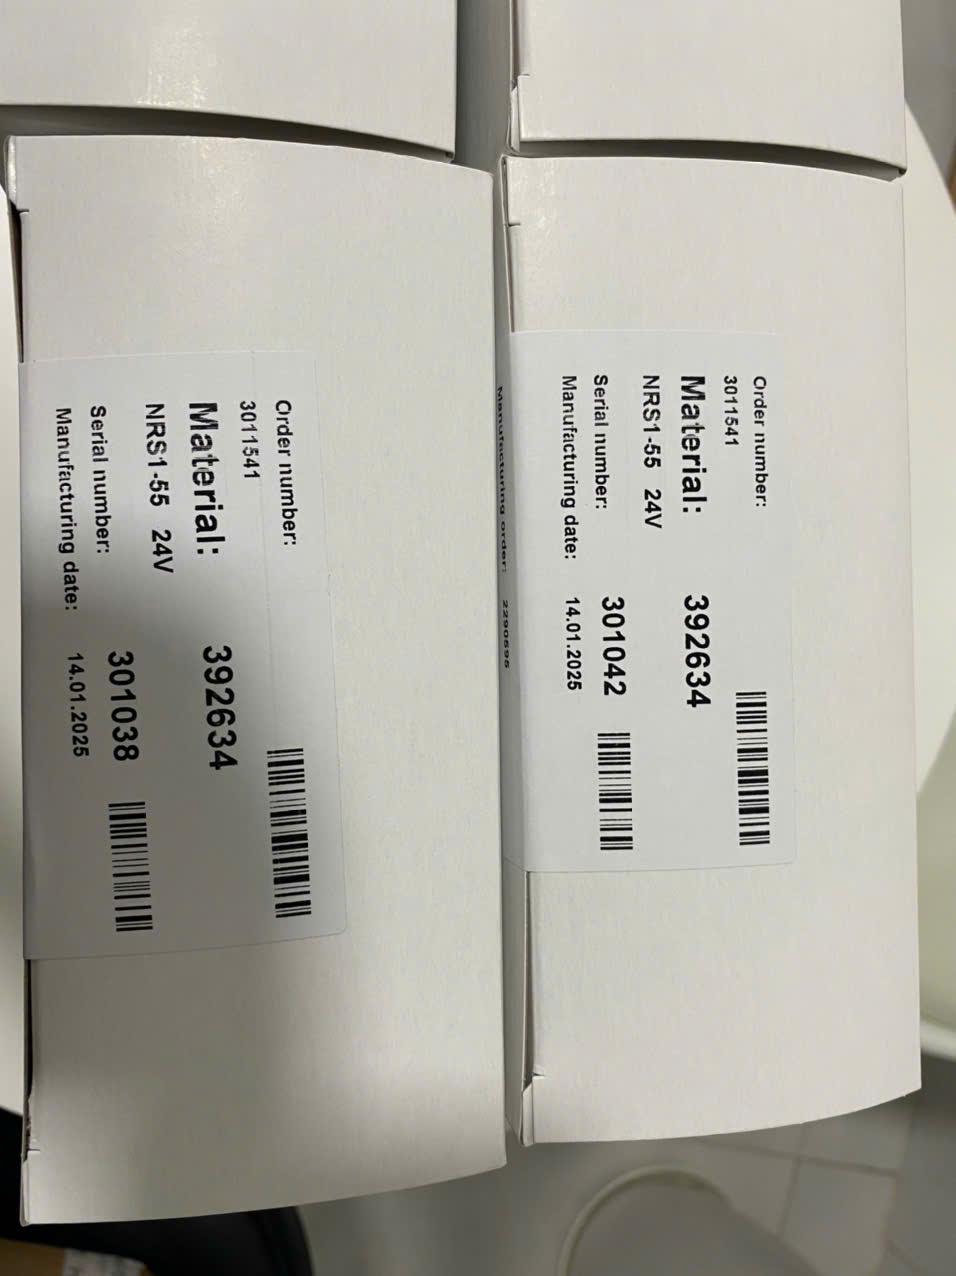 Order number:
3011541
Material: 392634
NRS1-55 24V
Serial number: 301042
Manufacturing date: 14.01.2025
Manufacturing order: 2290695
Order number:
3011541
Material: 392634
NRS1-55 24V
Serial number: 301038
Manufacturing date: 14.01.2025